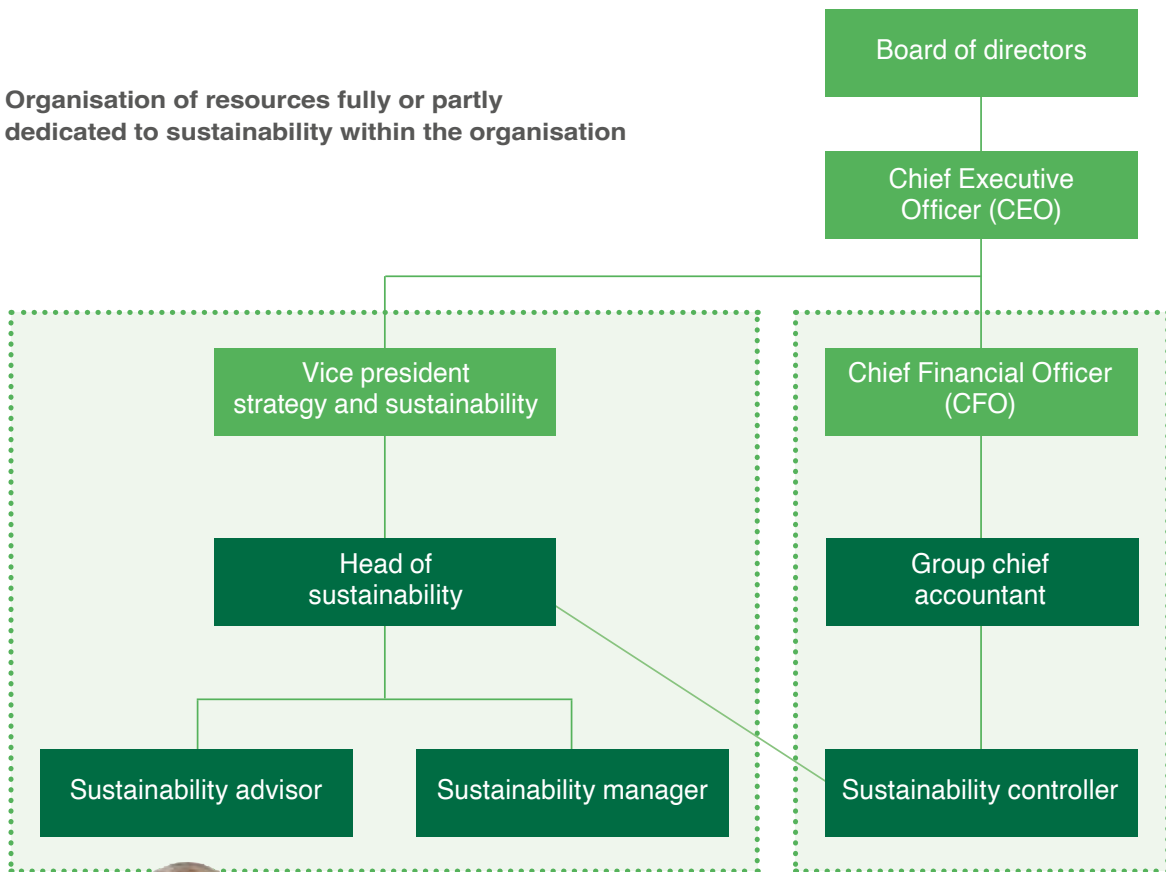 Board of directors
Organisation of resources fully or partly
dedicated to sustainability within the organisation
Chief Executive
Officer (CEO)
Vice president
strategy and sustainability
Chief Financial Officer
(CFO)
Head of
sustainability
Group chief
accountant
Sustainability advisor
Sustainability manager
Sustainability controller